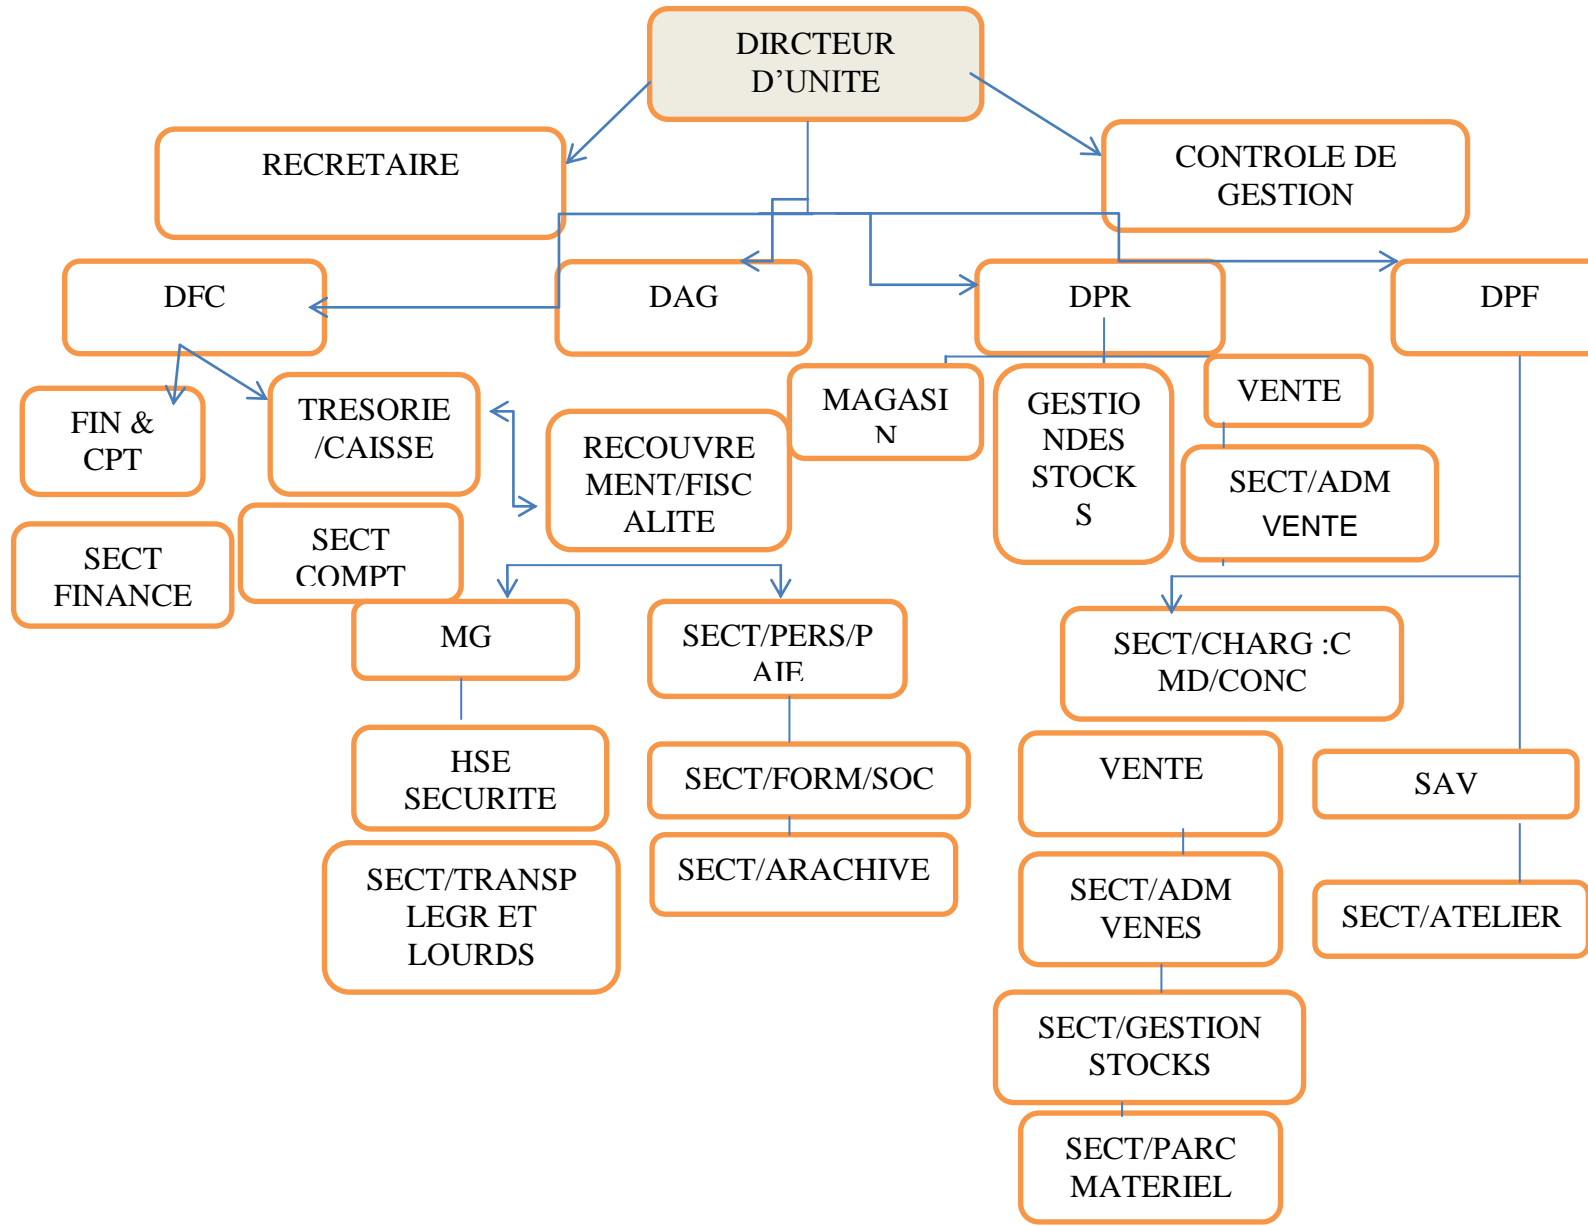 DIRCTEUR
D’UNITE
RECRETAIRE
CONTROLE DE
GESTION
DFC
DAG
DPR
DPF
FIN &
CPT
TRESORIE
/CAISSE
RECOUVRE
MENT/FISC
ALITE
MAGASI
N
GESTIO
NDES
STOCK
S
VENTE
SECT/ADM
VENTE
SECT
FINANCE
SECT
COMPT
MG
SECT/PERS/P
AIE
SECT/CHARG :C
MD/CONC
HSE
SECURITE
SECT/FORM/SOC
VENTE
SAV
SECT/TRANSP
LEGR ET
LOURDS
SECT/ARACHIVE
SECT/ADM
VENES
SECT/ATELIER
SECT/GESTION
STOCKS
SECT/PARC
MATERIEL